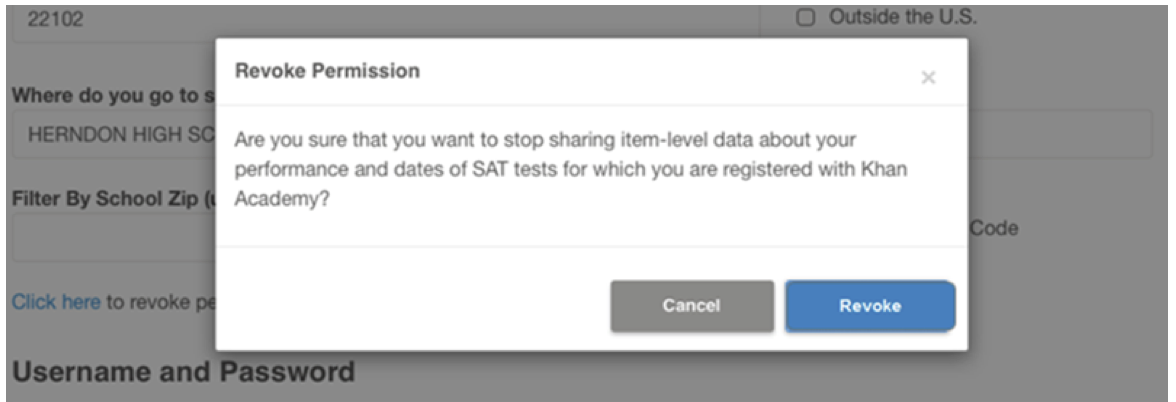 22102
Outside the U.S.
Revoke Permission
×
Where do you go to s
HERNDON HIGH SC
Are you sure that you want to stop sharing item-level data about your
performance and dates of SAT tests for which you are registered with Khan
Academy?
Filter By School Zip (
Code
Click here to revoke pe
Cancel
Revoke
Username and Password